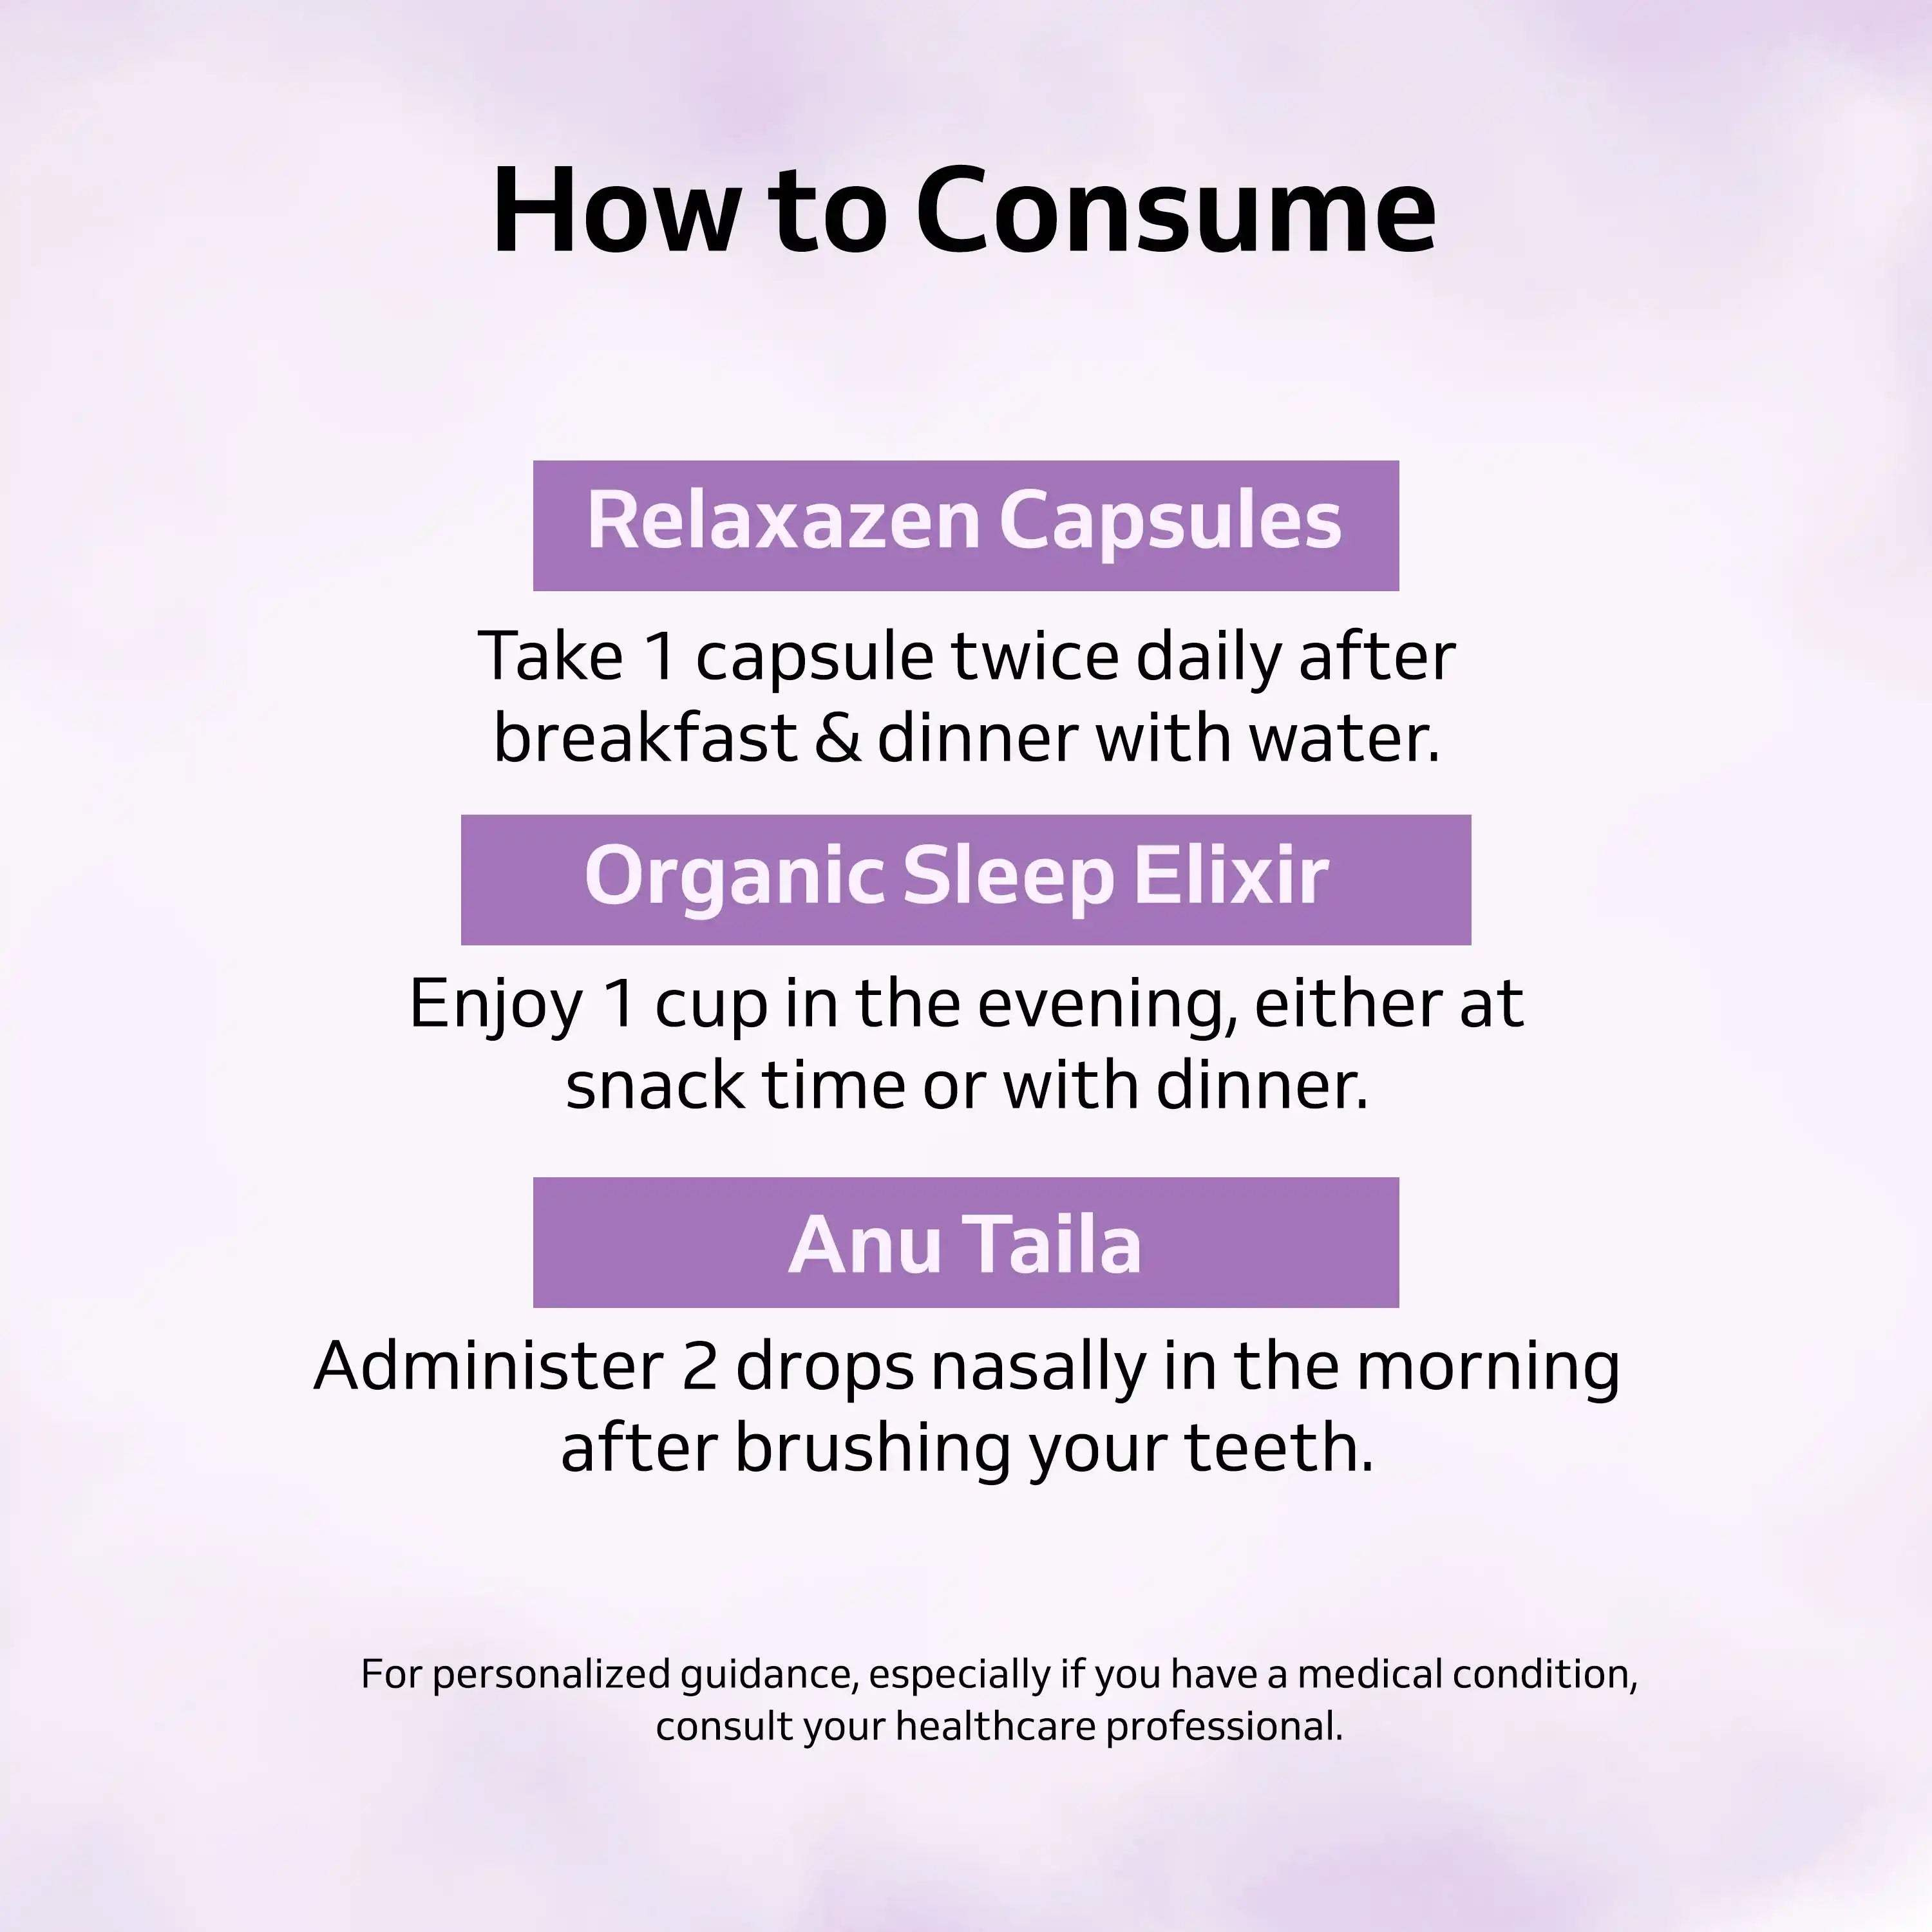 How to Consume
Relaxazen Capsules
Take 1 capsule twice daily after
breakfast & dinner with water.
Organic Sleep Elixir
Enjoy 1 cup in the evening, either at
snack time or with dinner.
Anu Taila
Administer 2 drops nasally in the morning
after brushing your teeth.
For personalized guidance, especially if you have a medical condition,
consult your healthcare professional.